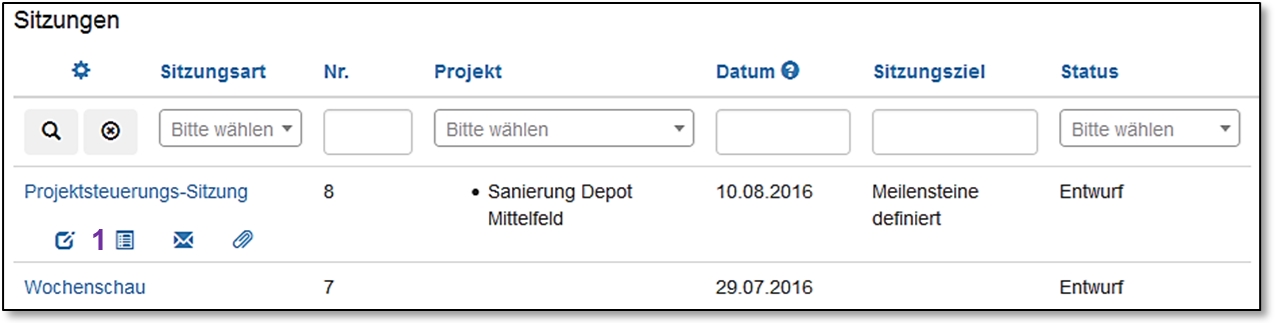 Sitzungen
Sitzungsart Nr. Projekt Datum Sitzungsziel Status
Bitte wählen Bitte wählen Bitte wählen
Projektsteuerungs-Sitzung 8 • Sanierung Depot 10.08.2016 Meilensteine Entwurf
Mittelfeld definiert
1
Wochenschau 7 29.07.2016 Entwurf